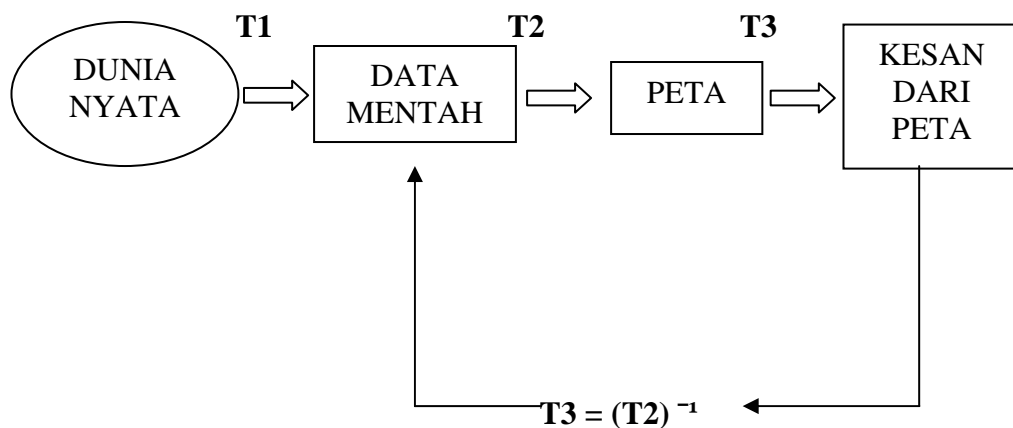 T1
T2
T3
DUNIA
NYATA
DATA
MENTAH
PETA
KESAN
DARI
PETA
T3 = (T2) ⁻¹